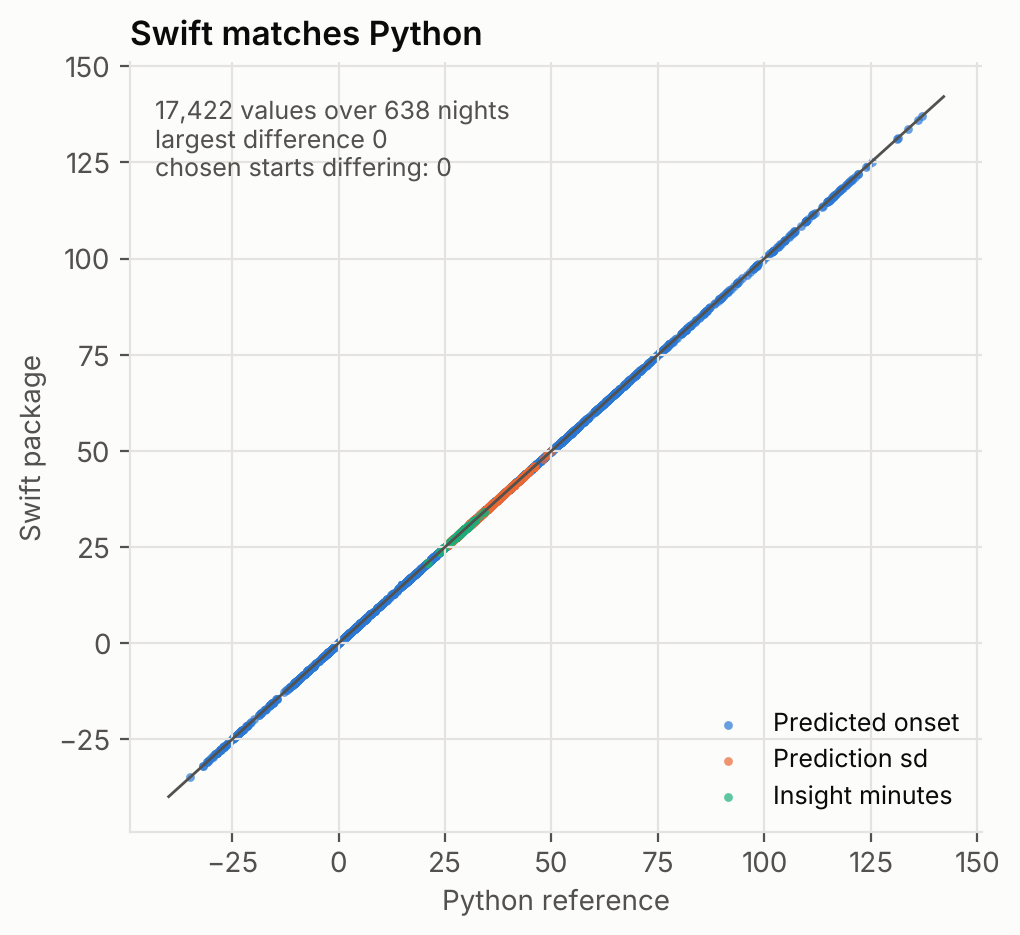 Swift matches Python
17,422 values over 638 nights
largest difference 0
chosen starts differing: 0
150
125
100
75
50
25
0
−25
Swift package
Predicted onset
Prediction sd
Insight minutes
−25 0 25 50 75 100 125 150
Python reference